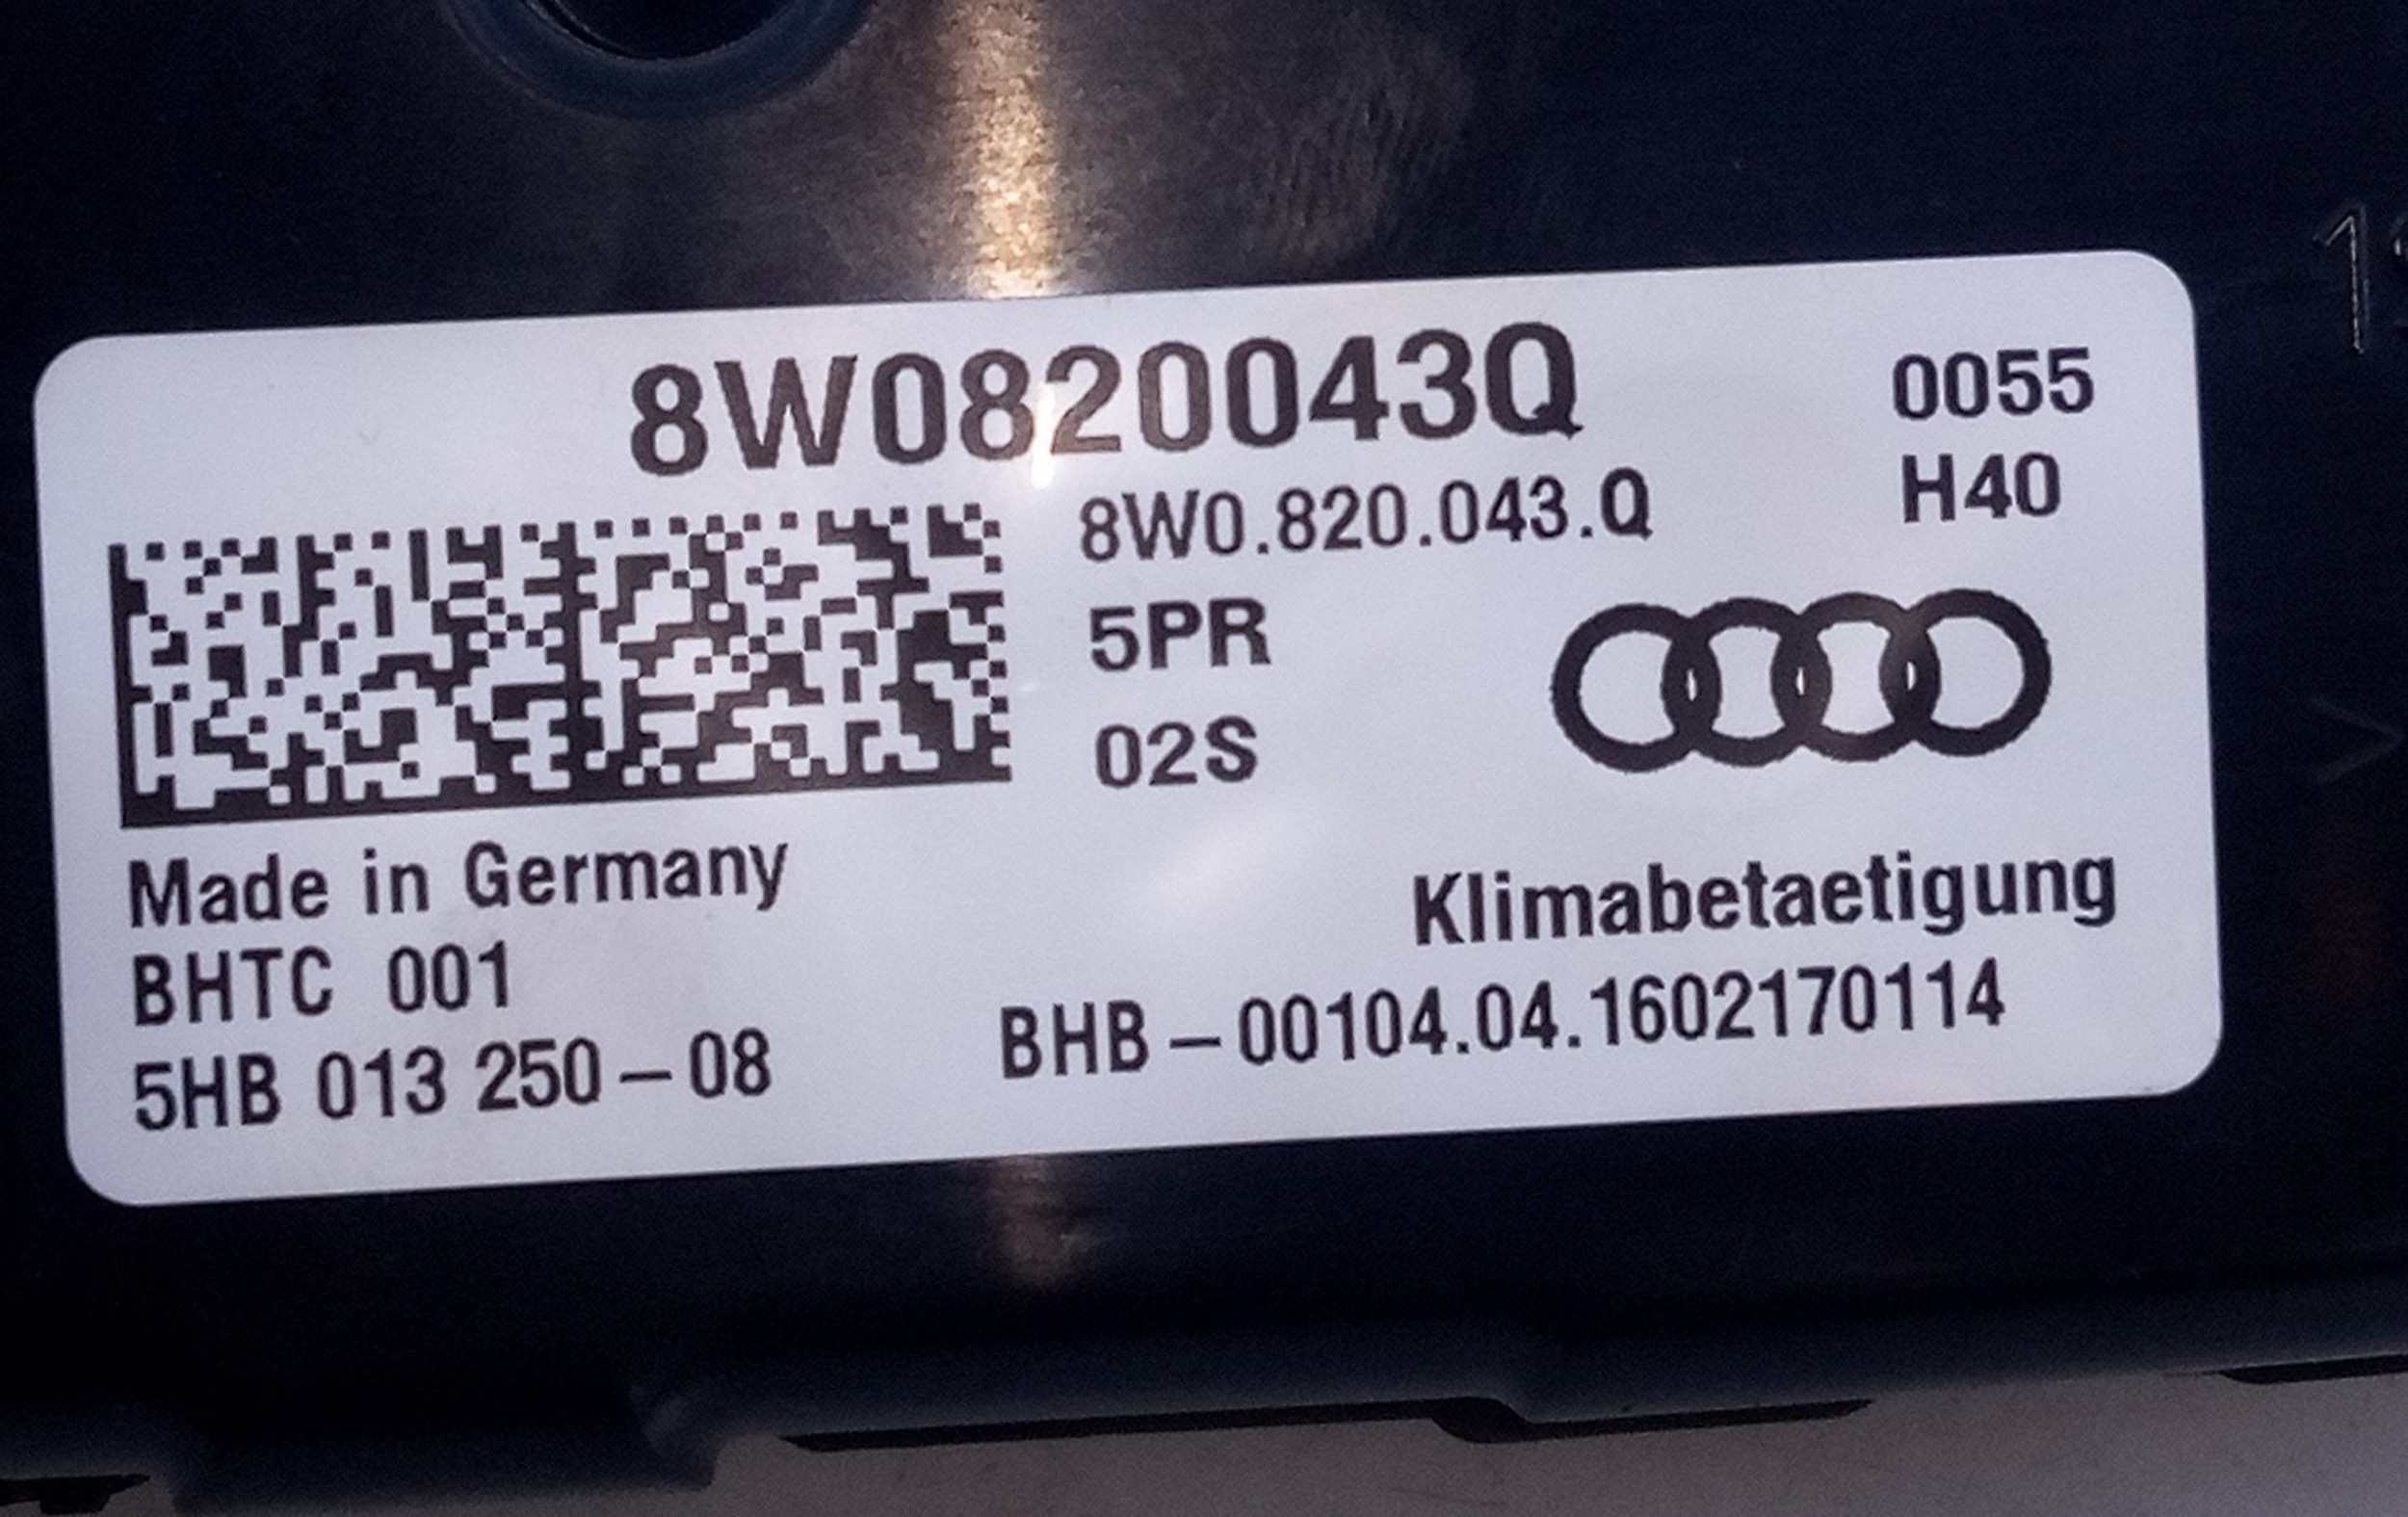 8W0820043Q
0055
8W0.820.043.Q
H40
5PR
02S
Made in Germany
Klimabetaetigung
BHTC 001
BHB-00104.04.1602170114
5HB 013 250-08